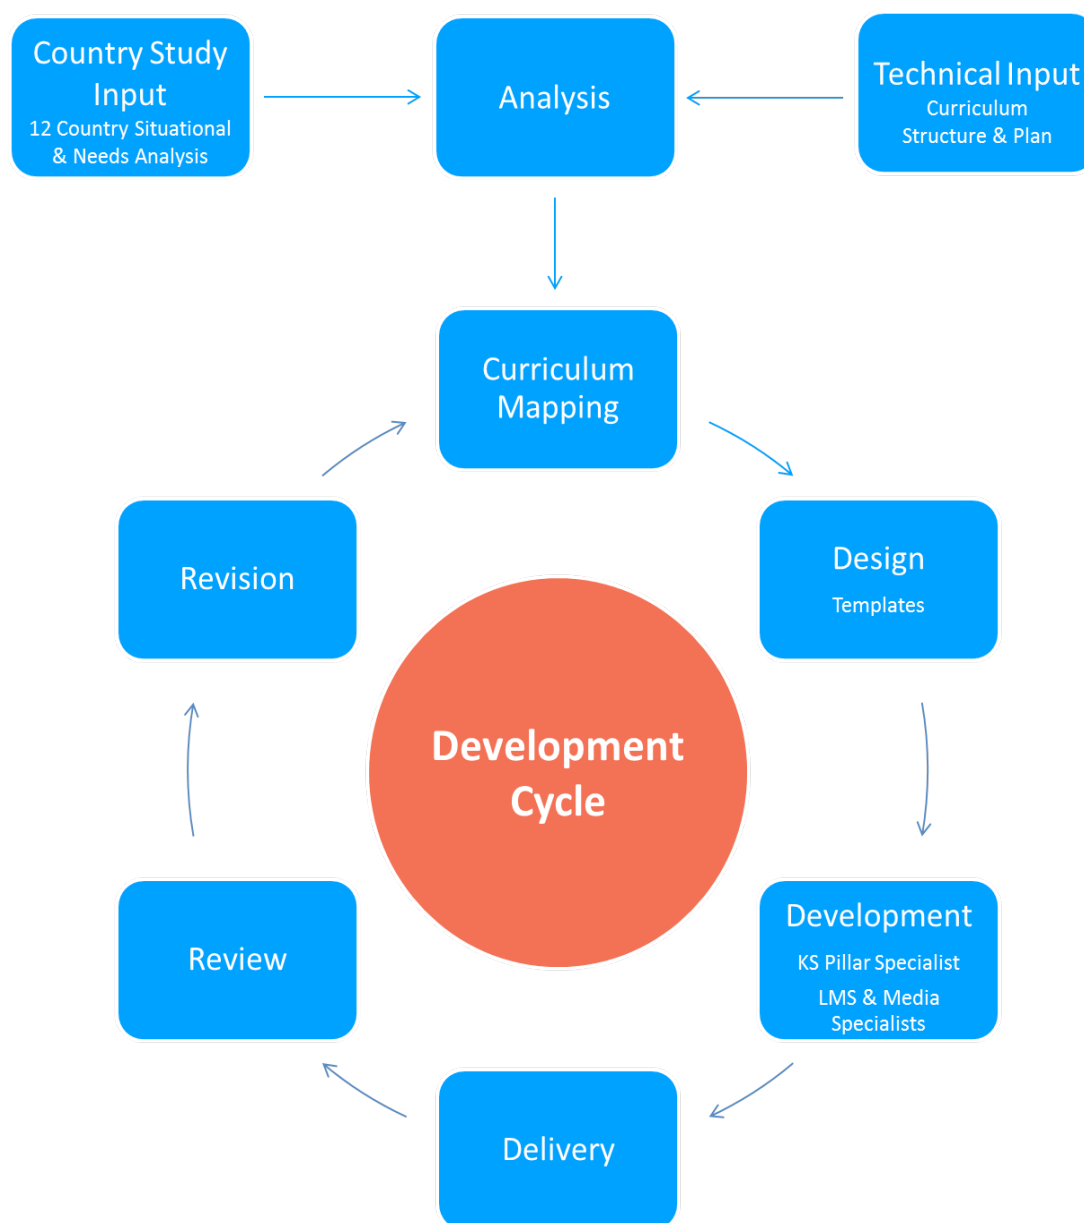 Country Study
Input
12 Country Situational
& Needs Analysis
Analysis
Technical Input
Curriculum
Structure & Plan
Curriculum
Mapping
Design
Templates
Development
KS Pillar Specialist
LMS & Media
Specialists
Delivery
Review
Revision
Development
Cycle